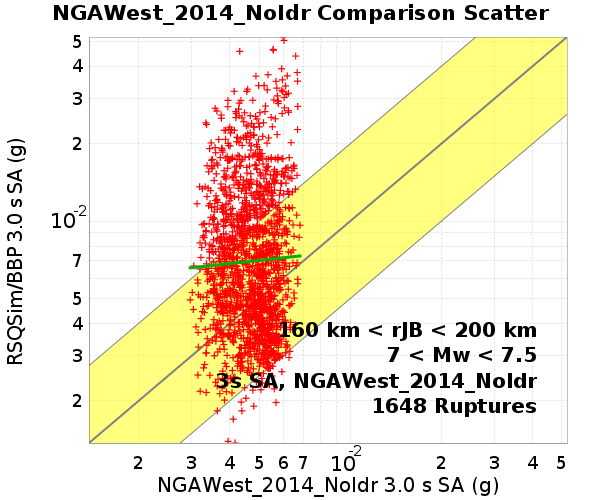 NGAWest_2014_NoIdr Comparison Scatter
RSQSim/BBP 3.0 s SA (g)
5
4
3
2
10-2
7
5
4
3
2
160 km < rJB < 200 km
7 < Mw < 7.5
3s SA, NGAWest_2014_NoIdr
1648 Ruptures
2 3 4 5 6 7 10-2 2 3 4 5
NGAWest_2014_NoIdr 3.0 s SA (g)